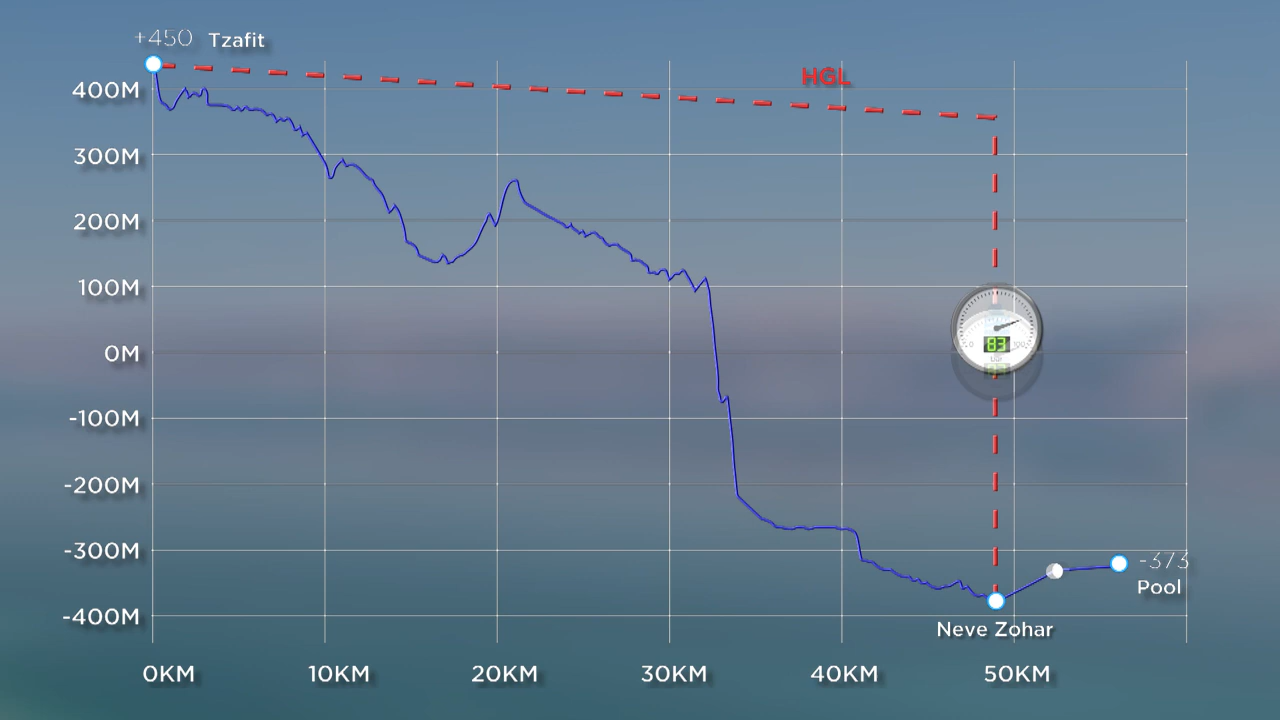 +450 Tzafit
HGL
400M
300M
200M
100M
0M
-100M
-200M
-300M
-400M
83
-373
Pool
Neve Zohar
0KM 10KM 20KM 30KM 40KM 50KM